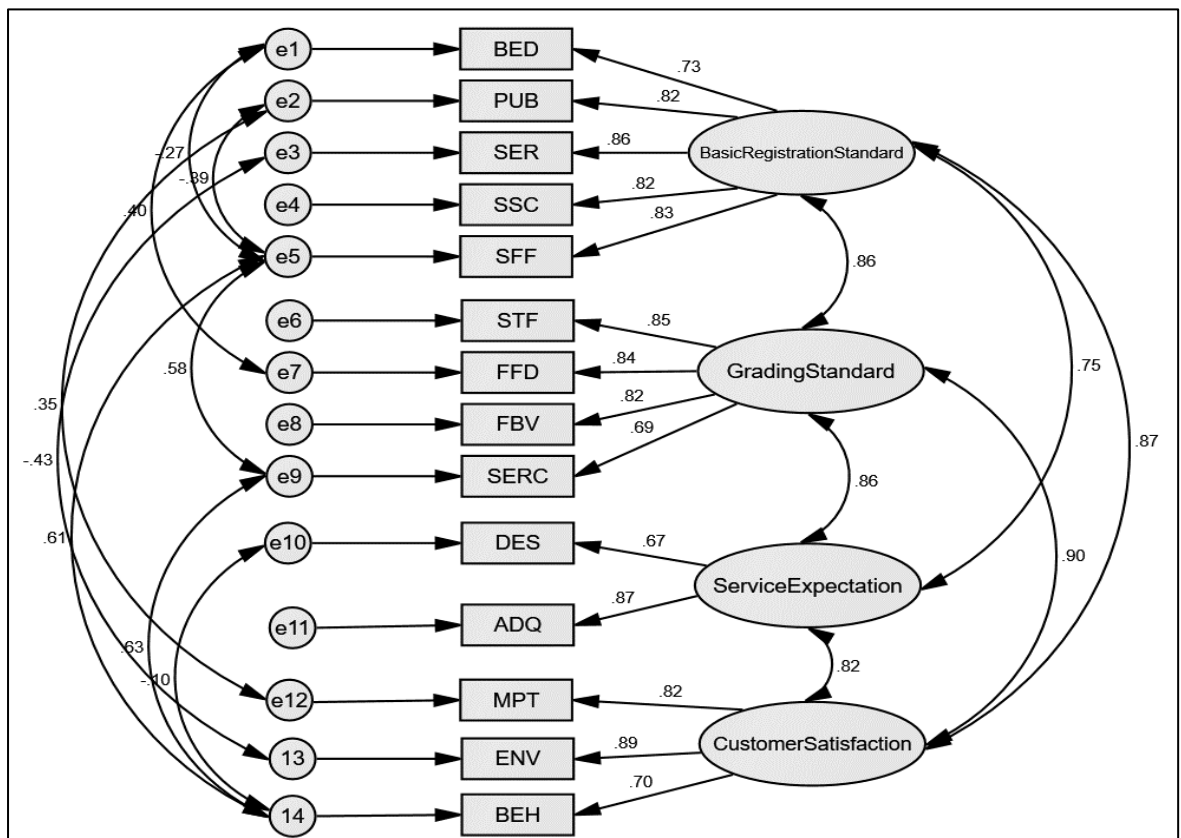 e1
BED
.73
e2
PUB
.82
e3
SER
.86
BasicRegistrationStandard
-.27
-.39
e4
SSC
.82
.40
.83
e5
SFF
.86
e6
STF
.85
.58
e7
FFD
.84
GradingStandard
.75
.35
e8
FBV
.82
.69
-.43
e9
SERC
.87
.86
.61
e10
DES
.67
.90
ServiceExpectation
e11
ADQ
.87
.63
-.10
.82
e12
MPT
.82
13
ENV
.89
CustomerSatisfaction
.70
14
BEH